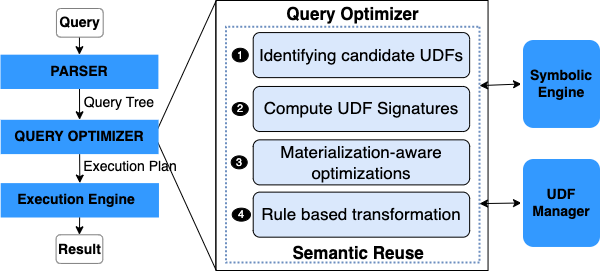 Query
PARSER
Query Tree
QUERY OPTIMIZER
Execution Plan
Execution Engine
Result
Query Optimizer
1 Identifying candidate UDFs
2 Compute UDF Signatures
3 Materialization-aware
optimizations
4 Rule based transformation
Semantic Reuse
Symbolic
Engine
UDF
Manager